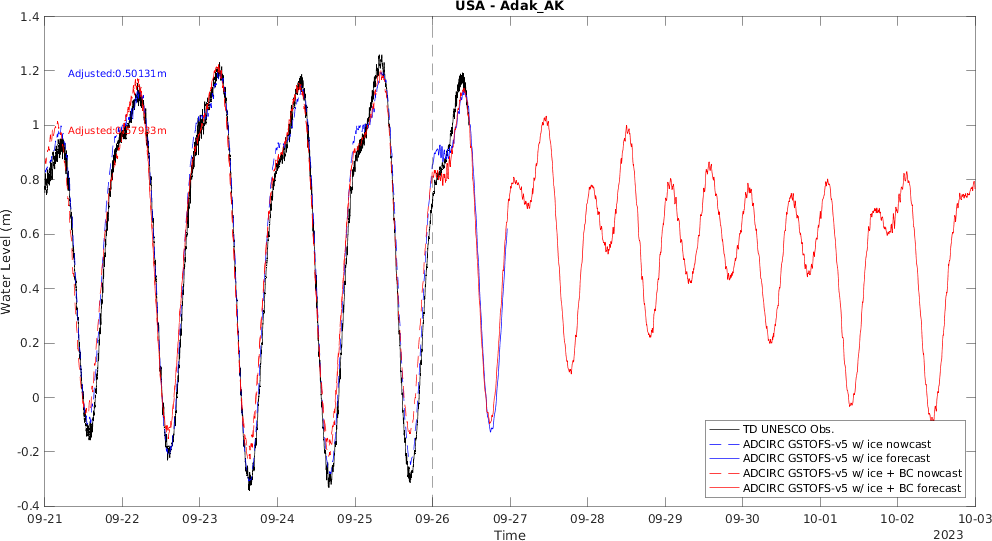 USA - Adak_AK
1.4
1.2
1
0.8
0.6
0.4
0.2
0
-0.2
-0.4
Water Level (m)
Adjusted:0.50131m
09-21
09-22
09-23
09-24
09-25
09-26
09-27
09-28
09-29
09-30
10-01
10-02
10-03
Time
2023
TD UNESCO Obs.
ADCIRC GSTOFS-v5 w/ ice nowcast
ADCIRC GSTOFS-v5 w/ ice forecast
ADCIRC GSTOFS-v5 w/ ice + BC nowcast
ADCIRC GSTOFS-v5 w/ ice + BC forecast